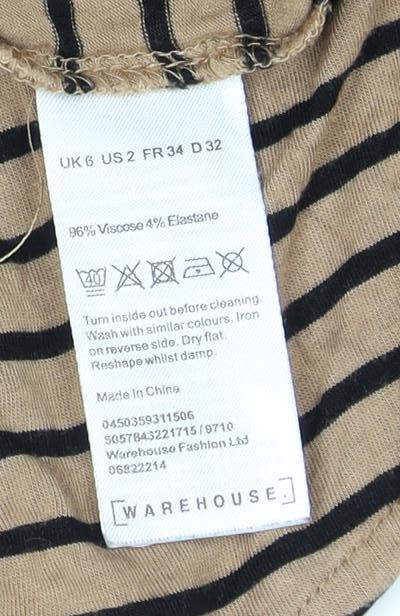 UK 6 US 2 FR 34 D 32
96% Viscose 4% Elastane
40
Turn inside out before cleaning.
Wash with similar colours. Iron
on reverse side. Dry flat.
Reshape whilst damp.
Made in China
0450359311506
5057843221715 / 9710
Warehouse Fashion Ltd
06822214
[WAREHOUSE.]